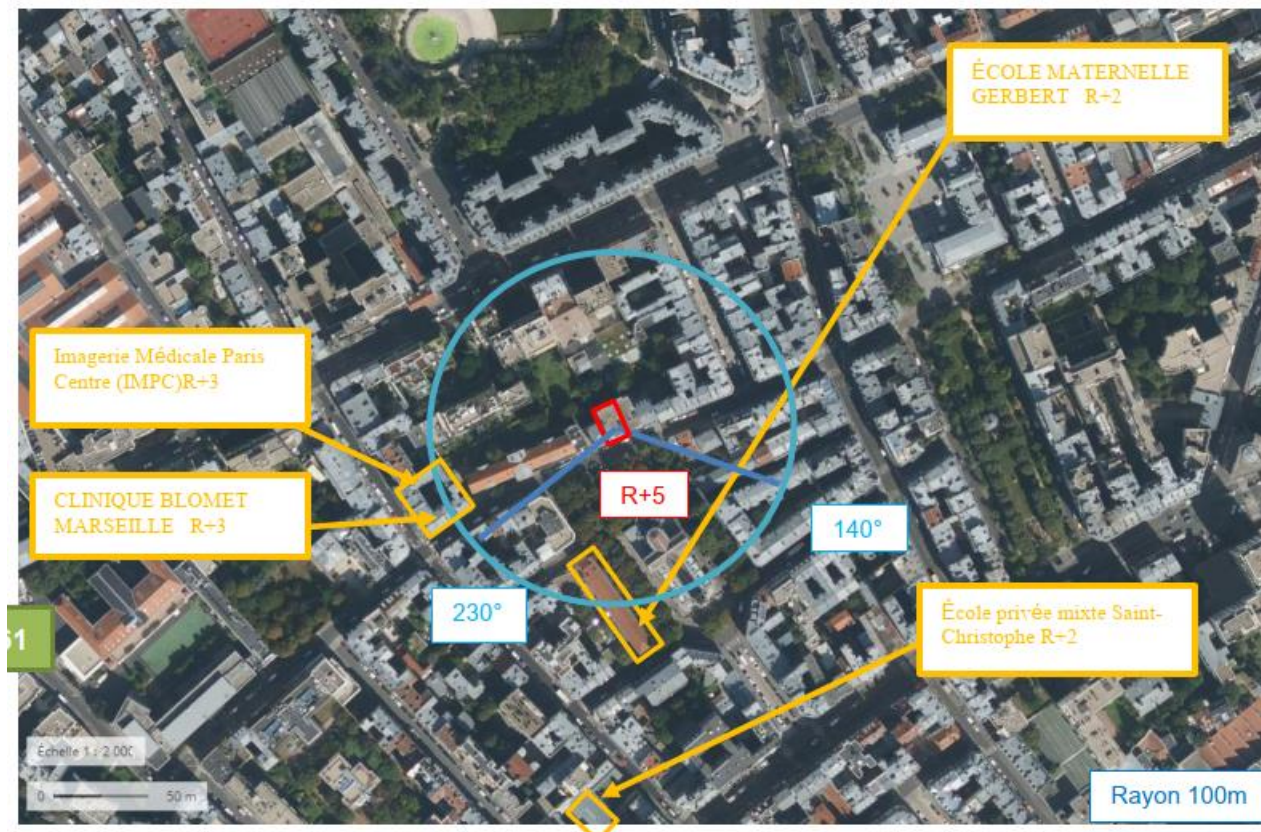 ÉCOLE MATERNELLE
GERBERT R+2
Imagerie Médicale Paris
Centre (IMPC)R+3
CLINIQUE BLOMET
MARSEILLE R+3
R+5
140°
230°
École privée mixte Saint-
Christophe R+2
51
Échelle 1 : 2 000
0 50 m
Rayon 100m